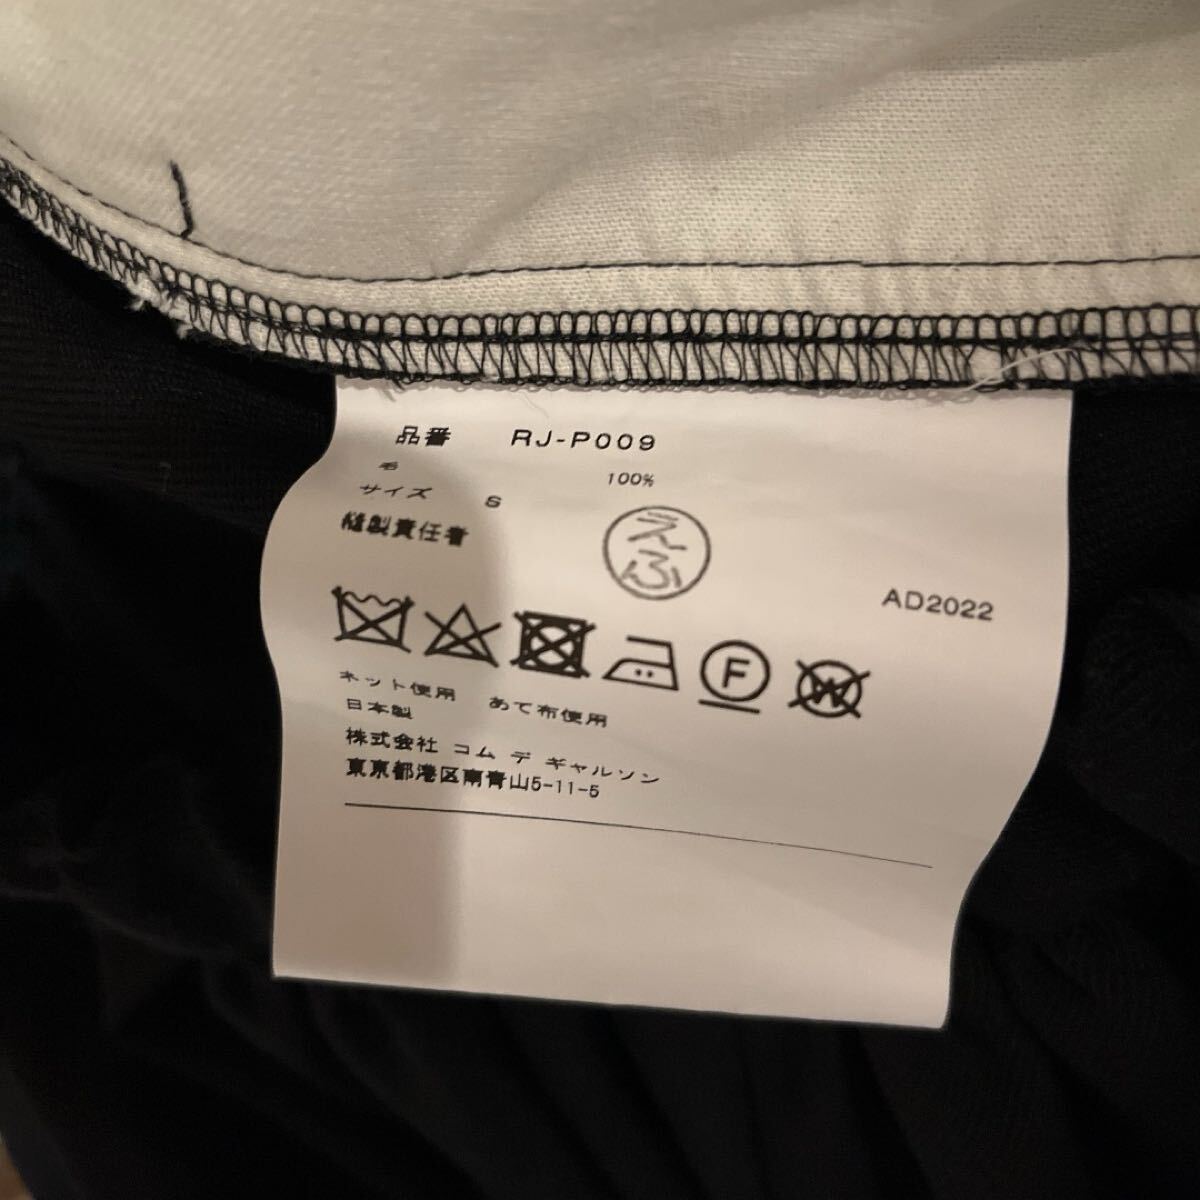 品番 RJ-P009
毛 100%
サイズ S
縫製責任者 えふ
AD2022
F W
ネット使用 あて布使用
日本製
株式会社 コム デ ギャルソン
東京都港区南青山5-11-5